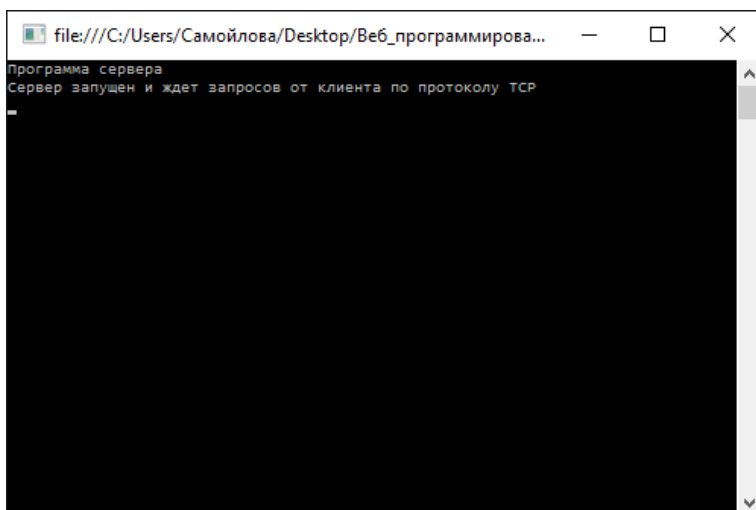 file:///C:/Users/Самойлова/Desktop/Веб_программирова...
Программа сервера
Сервер запущен и ждет запросов от клиента по протоколу TCP